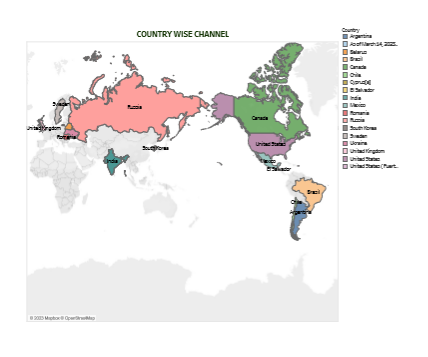 COUNTRY WISE CHANNEL
Country
Argentina
As of March 14, 2023..
Belarus
Brazil
Canada
Chile
Cyprus[a]
El Salvador
India
Mexico
Romania
Russia
South Korea
Sweden
Ukraine
United Kingdom
United States
United States ( Puert..
Sweden
Russia
United Kingdom
Romania
South Korea
India
Canada
United States
Mexico
El Salvador
Brazil
Chile
Argentina
© 2023 Mapbox © OpenStreetMap